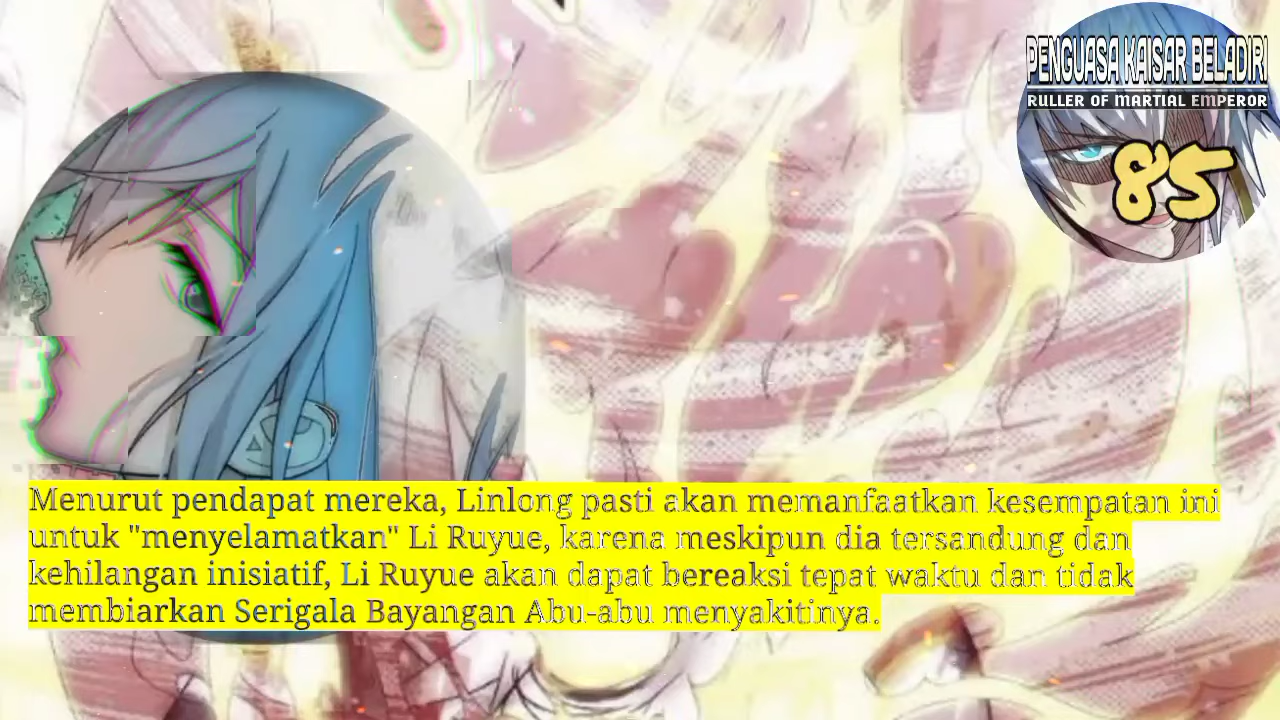 PENGUASA KAISAR BELADIRI
RULLER OF MARTIAL EMPEROR
85
Menurut pendapat mereka, Linlong pasti akan memanfaatkan kesempatan ini
untuk "menyelamatkan" Li Ruyue, karena meskipun dia tersandung dan
kehilangan inisiatif, Li Ruyue akan dapat bereaksi tepat waktu dan tidak
membiarkan Serigala Bayangan Abu-abu menyakitinya.